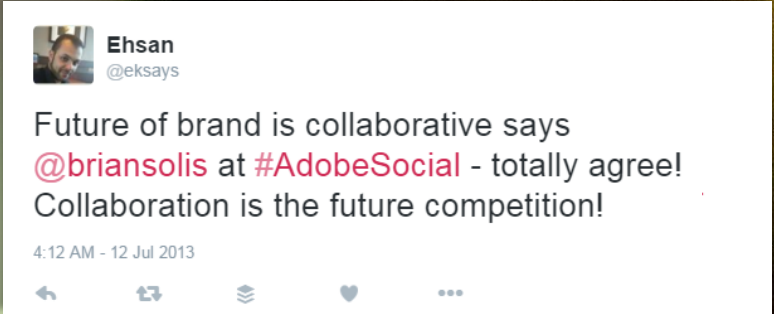 Ehsan
@eksays
Future of brand is collaborative says
@briansolis at #AdobeSocial - totally agree!
Collaboration is the future competition!
4:12 AM - 12 Jul 2013